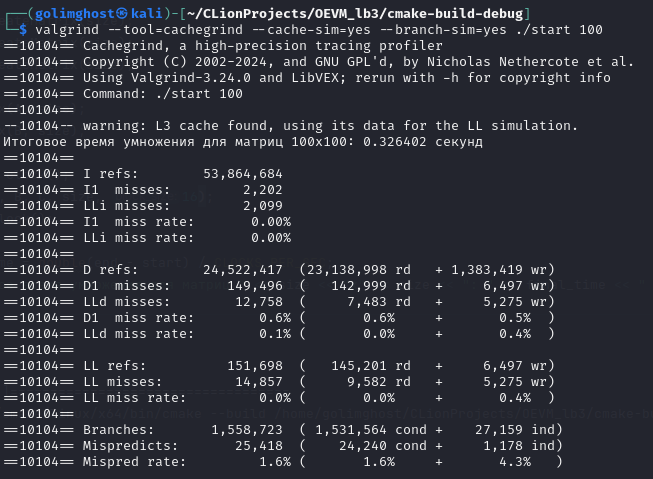 ┌──(golimghost㉿kali)-[~/CLionProjects/OEVM_lb3/cmake-build-debug]
└─$ valgrind --tool=cachegrind --cache-sim=yes --branch-sim=yes ./start 100
==10104== Cachegrind, a high-precision tracing profiler
==10104== Copyright (C) 2002-2024, and GNU GPL'd, by Nicholas Nethercote et al.
==10104== Using Valgrind-3.24.0 and LibVEX; rerun with -h for copyright info
==10104== Command: ./start 100
==10104==
--10104-- warning: L3 cache found, using its data for the LL simulation.
Итоговое время умножения для матриц 100x100: 0.326402 секунд
==10104==
==10104== I refs:        53,864,684
==10104== I1  misses:         2,202
==10104== LLi misses:         2,099
==10104== I1  miss rate:       0.00%
==10104== LLi miss rate:       0.00%
==10104==
==10104== D refs:        24,522,417  (23,138,998 rd   + 1,383,419 wr)
==10104== D1  misses:       149,496  (   142,999 rd   +     6,497 wr)
==10104== LLd misses:        12,758  (     7,483 rd   +     5,275 wr)
==10104== D1  miss rate:        0.6% (       0.6%     +       0.5%  )
==10104== LLd miss rate:        0.1% (       0.0%     +       0.4%  )
==10104==
==10104== LL refs:          151,698  (   145,201 rd   +     6,497 wr)
==10104== LL misses:         14,857  (     9,582 rd   +     5,275 wr)
==10104== LL miss rate:         0.0% (       0.0%     +       0.4%  )
==10104==
==10104== Branches:       1,558,723  ( 1,531,564 cond +    27,159 ind)
==10104== Mispredicts:       25,418  (    24,240 cond +     1,178 ind)
==10104== Mispred rate:         1.6% (       1.6%     +       4.3%   )